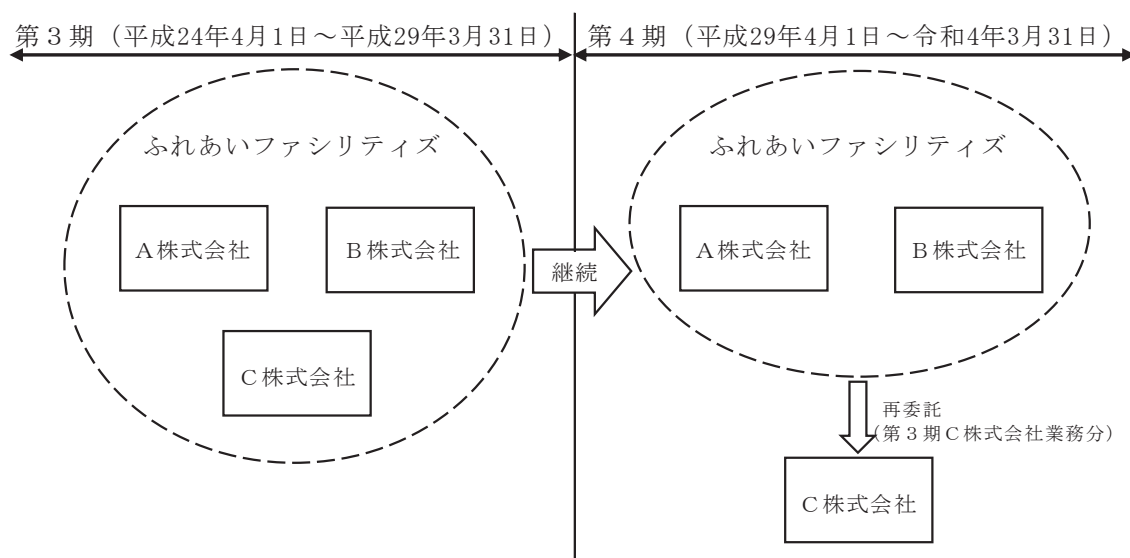 第３期（平成24年4月1日～平成29年3月31日）
第４期（平成29年4月1日～令和4年3月31日）
ふれあいファシリティズ
Ａ株式会社
Ｂ株式会社
Ｃ株式会社
継続
ふれあいファシリティズ
Ａ株式会社
Ｂ株式会社
再委託
（第３期Ｃ株式会社業務分）
Ｃ株式会社